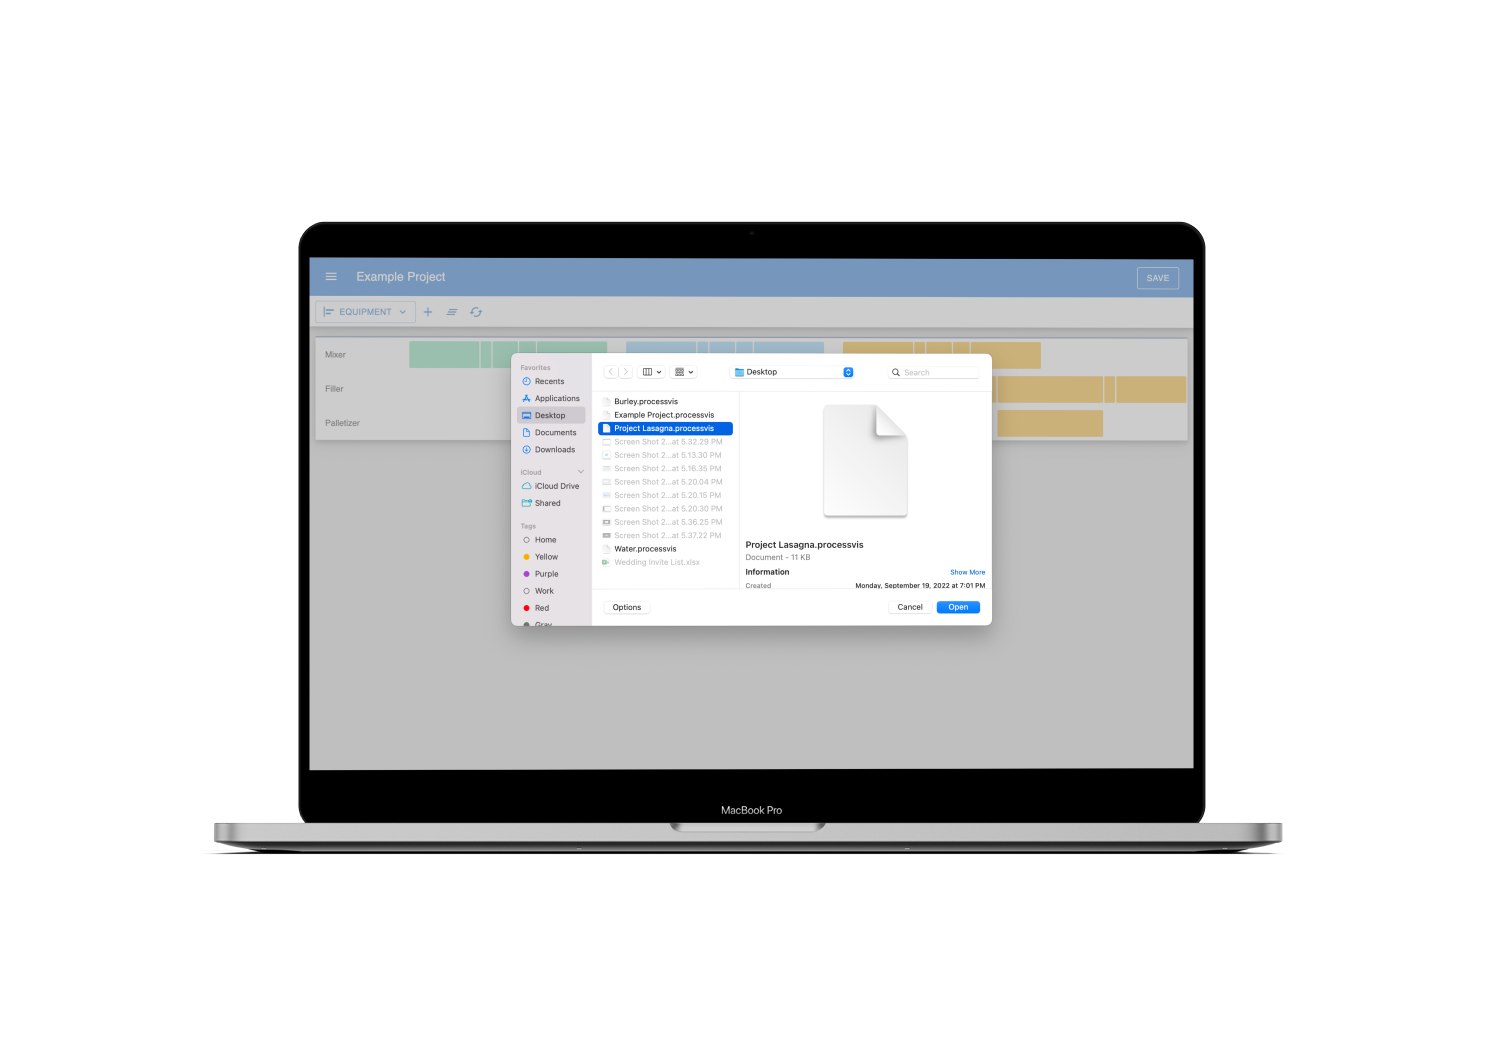 Example Project
SAVE
EQUIPMENT
Mixer
Filler
Palletizer
Favorites
Recents
Applications
Desktop
Documents
Downloads
iCloud
iCloud Drive
Shared
Tags
Home
Yellow
Purple
Work
Red
Gray
Desktop
Search
Burley.processvis
Example Project.processvis
Project Lasagna.processvis
Screen Shot 2...at 5.32.29 PM
Screen Shot 2...at 5.13.30 PM
Screen Shot 2...at 5.16.35 PM
Screen Shot 2...at 5.20.04 PM
Screen Shot 2...at 5.20.15 PM
Screen Shot 2...at 5.20.30 PM
Screen Shot 2...at 5.36.25 PM
Screen Shot 2...at 5.37.22 PM
Water.processvis
Wedding Invite List.xlsx
Project Lasagna.processvis
Document - 11 KB
Information
Show More
Created
Monday, September 19, 2022 at 7:01 PM
Options
Cancel
Open
MacBook Pro